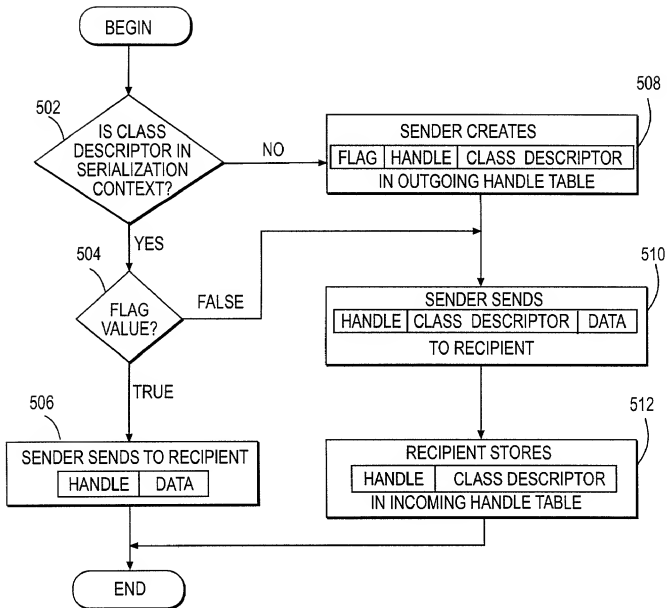 BEGIN
502
IS CLASS
DESCRIPTOR IN
SERIALIZATION
CONTEXT?
NO
508
SENDER CREATES
FLAG HANDLE CLASS DESCRIPTOR
IN OUTGOING HANDLE TABLE
YES
504
FLAG
VALUE?
FALSE
510
SENDER SENDS
HANDLE CLASS DESCRIPTOR DATA
TO RECIPIENT
TRUE
506
SENDER SENDS TO RECIPIENT
HANDLE DATA
512
RECIPIENT STORES
HANDLE CLASS DESCRIPTOR
IN INCOMING HANDLE TABLE
END